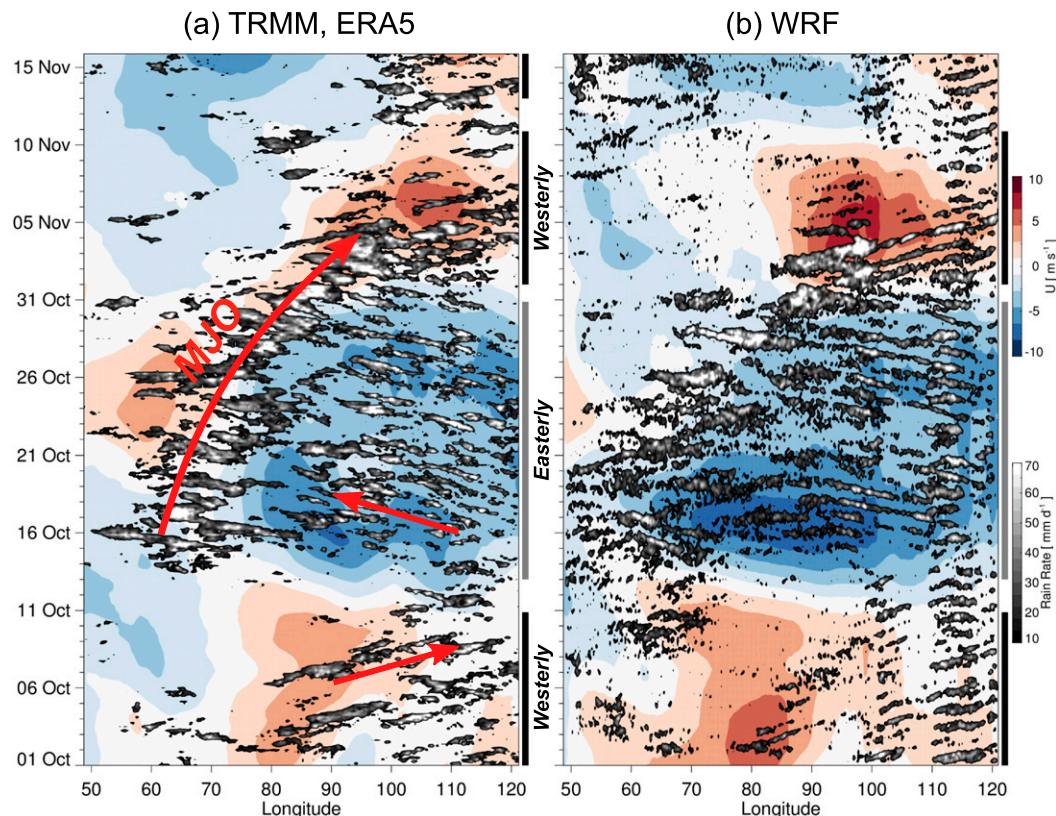 (a) TRMM, ERA5
(b) WRF
15 Nov
10 Nov
05 Nov
31 Oct
26 Oct
21 Oct
16 Oct
11 Oct
06 Oct
01 Oct
MJO
50 60 70 80 90 100 110 120
Longitude
Westerly
Easterly
Westerly
50 60 70 80 90 100 110 120
Longitude
10
5
0
-5
-10
U [ m s⁻¹ ]
70
60
50
40
30
20
10
Rain Rate [ mm d⁻¹ ]